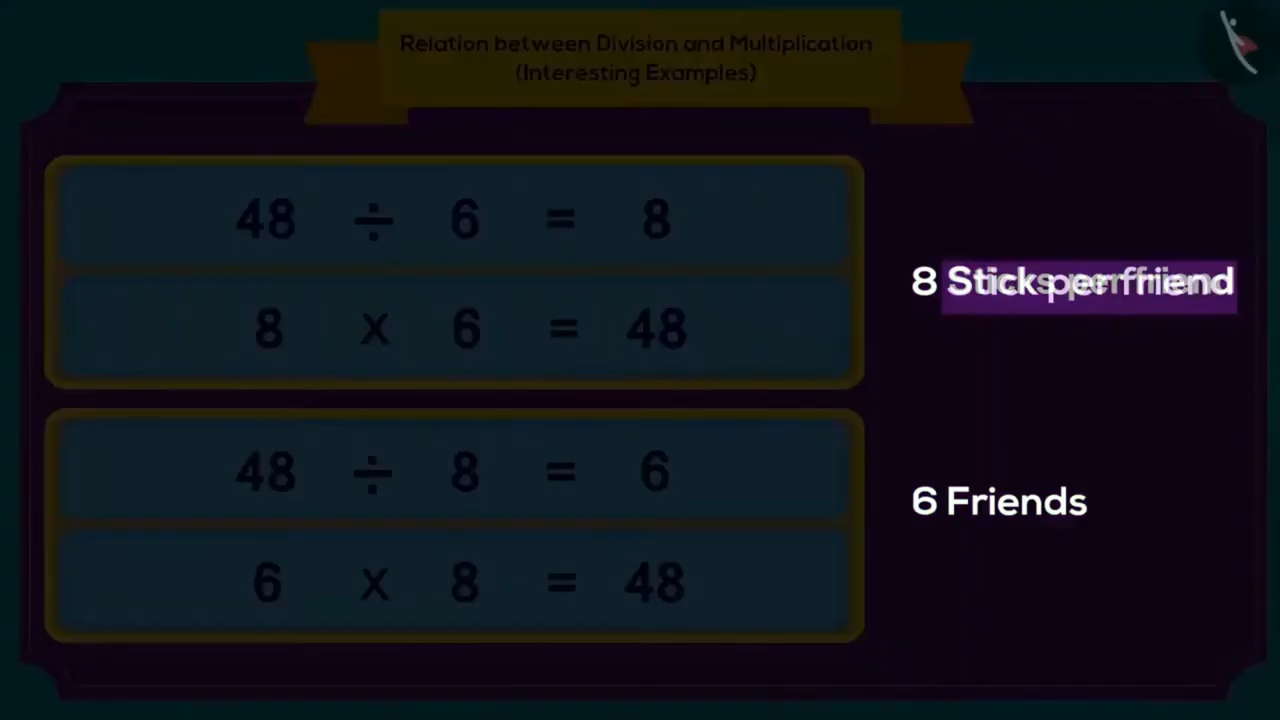 Relation between Division and Multiplication
(Interesting Examples)
48 ÷ 6 = 8
8 x 6 = 48
8 Sticks per friend
48 ÷ 8 = 6
6 x 8 = 48
6 Friends